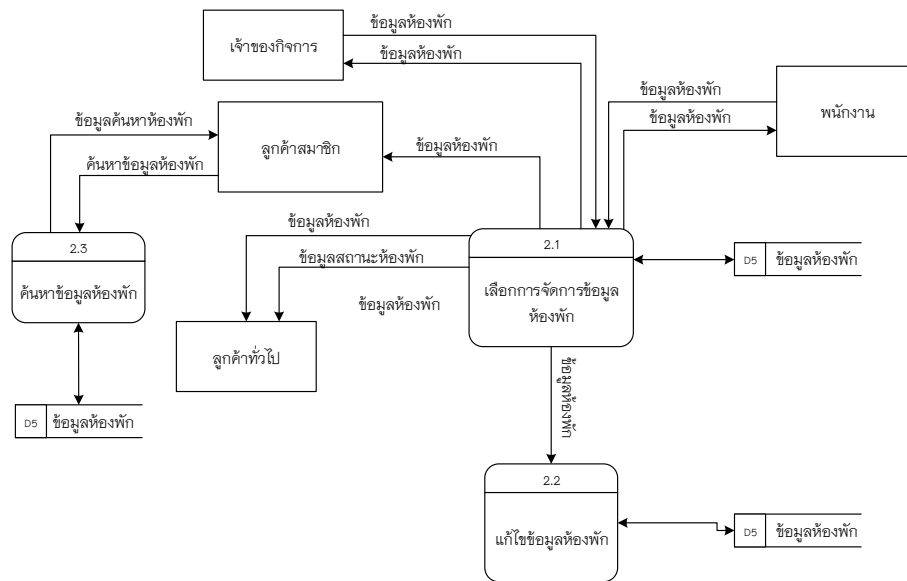 ข้อมูลห้องพัก
เจ้าของกิจการ
ข้อมูลห้องพัก
ข้อมูลห้องพัก
พนักงาน
ข้อมูลห้องพัก
ข้อมูลค้นหาห้องพัก
ลูกค้าสมาชิก
ข้อมูลห้องพัก
ค้นหาข้อมูลห้องพัก
ข้อมูลห้องพัก
2.3
ค้นหาข้อมูลห้องพัก
2.1
เลือกการจัดการข้อมูล
ห้องพัก
ข้อมูลสถานะห้องพัก
D5 ข้อมูลห้องพัก
ข้อมูลห้องพัก
ลูกค้าทั่วไป
ข้อมูลห้องพัก
D5 ข้อมูลห้องพัก
2.2
แก้ไขข้อมูลห้องพัก
D5 ข้อมูลห้องพัก